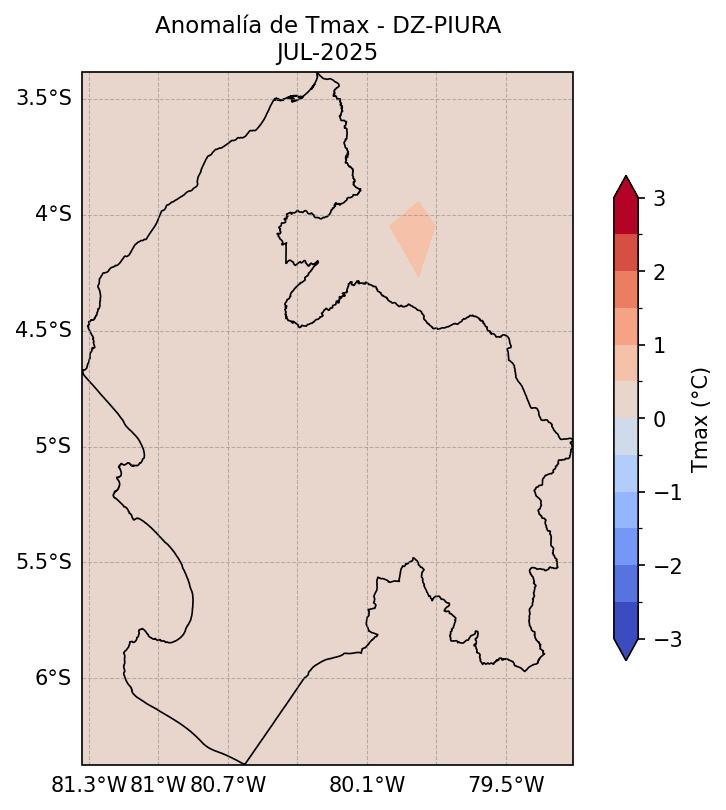 Anomalía de Tmax - DZ-PIURA
JUL-2025
3.5°S
4°S
4.5°S
5°S
5.5°S
6°S
81.3°W 81°W 80.7°W 80.1°W 79.5°W
3
2
1
0
−1
−2
−3
Tmax (°C)